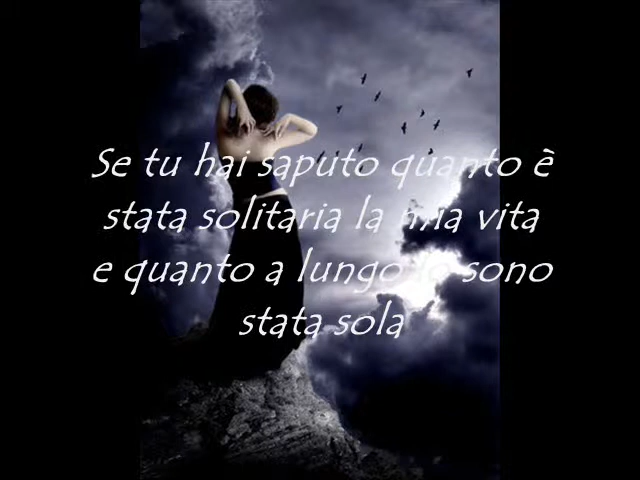 Se tu hai saputo quanto è
stata solitaria la mia vita
e quanto a lungo io sono
stata sola